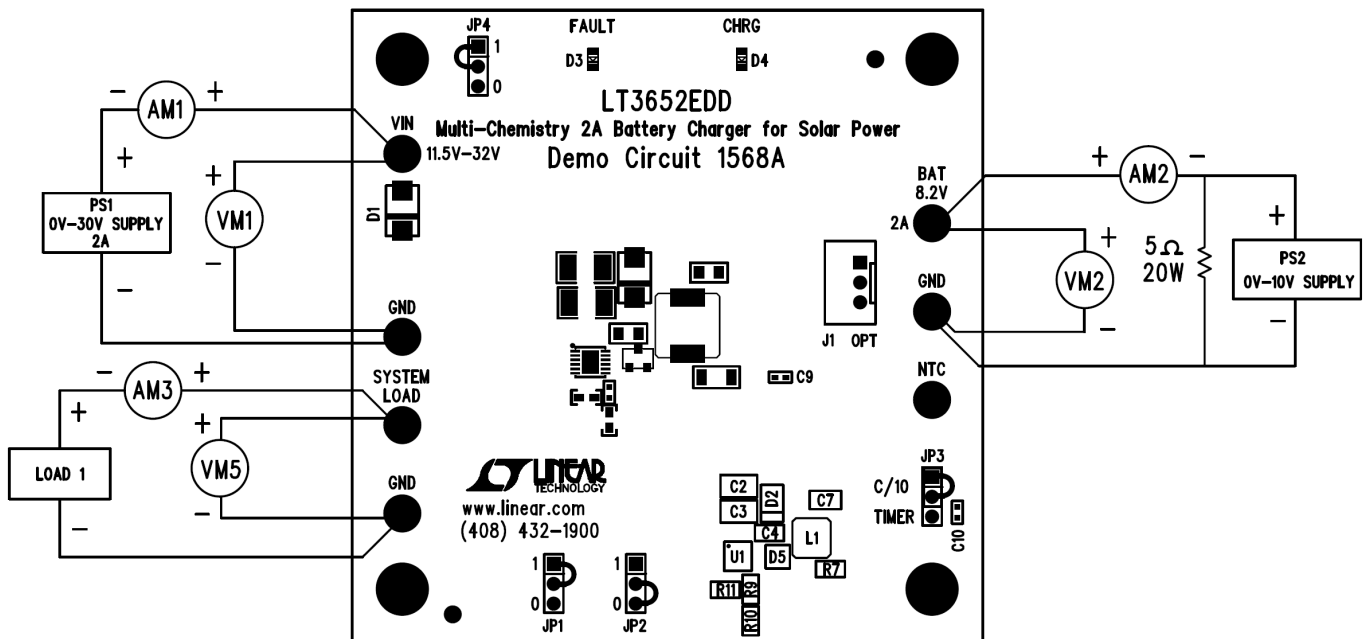 JP4
1
0
FAULT
D3
CHRG
D4
LT3652EDD
Multi-Chemistry 2A Battery Charger for Solar Power
Demo Circuit 1568A
- AM1 +
VIN
11.5V-32V
+
PS1
0V-30V SUPPLY
2A
-
+
VM1
-
D1
GND
SYSTEM
LOAD
- AM3 +
+
LOAD 1
-
+
VM5
-
GND
BAT
8.2V
2A
+ AM2 -
+
VM2
-
5Ω
20W
+
PS2
0V-10V SUPPLY
-
GND
J1 OPT
NTC
C9
JP3
C/10
TIMER
C10
LINEAR
TECHNOLOGY
www.linear.com
(408) 432-1900
C2
C3
D2
C4
C7
U1
D5
L1
R7
R11
R9
R10
1
0
JP1
1
0
JP2